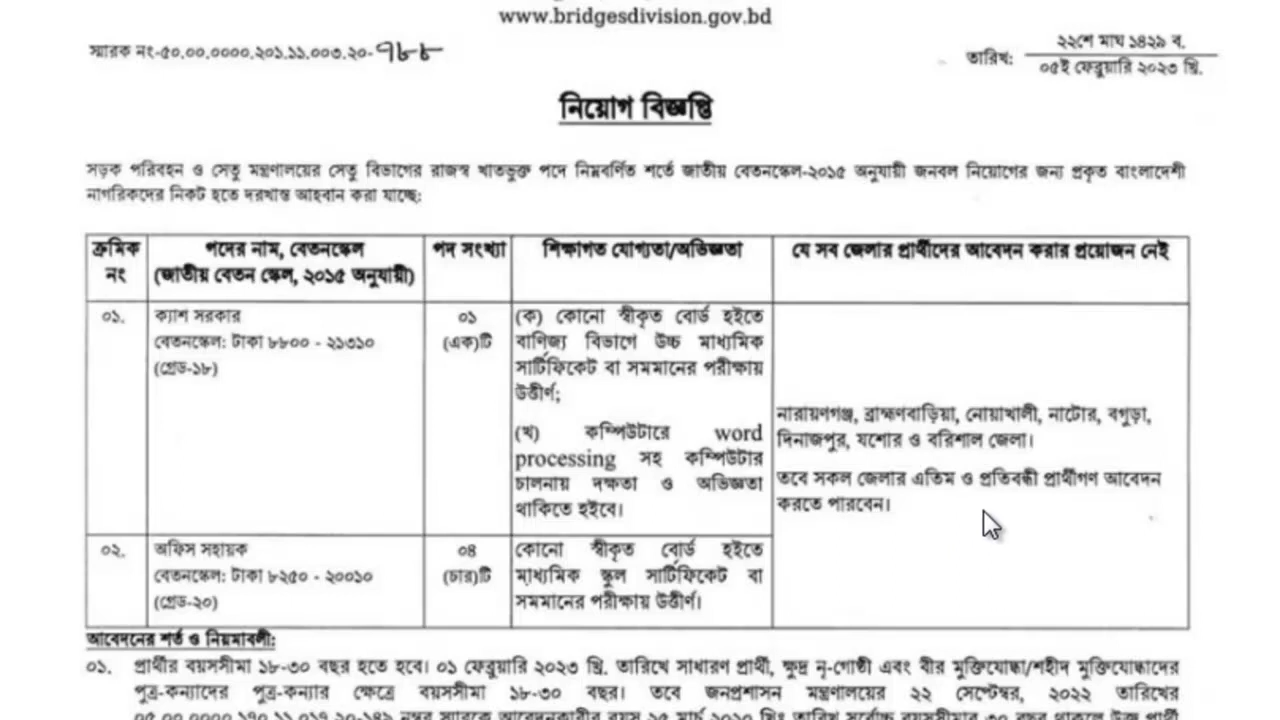 www.bridgesdivision.gov.bd
স্মারক নং-৫০.০০.০০০০.২০১.১১.০০৩.২০-৭৮৮
২২শে মাঘ ১৪২৯ ব.
তারিখ:
০৫ই ফেব্রুয়ারি ২০২৩ খ্রি.
নিয়োগ বিজ্ঞপ্তি
সড়ক পরিবহন ও সেতু মন্ত্রণালয়ের সেতু বিভাগের রাজস্ব খাতভুক্ত পদে নিম্নবর্ণিত শর্তে জাতীয় বেতনস্কেল-২০১৫ অনুযায়ী জনবল নিয়োগের জন্য প্রকৃত বাংলাদেশী
নাগরিকদের নিকট হতে দরখাস্ত আহবান করা যাচ্ছে:
ক্রমিক নং
পদের নাম, বেতনস্কেল
(জাতীয় বেতন স্কেল, ২০১৫ অনুযায়ী)
পদ সংখ্যা
শিক্ষাগত যোগ্যতা/অভিজ্ঞতা
যে সব জেলার প্রার্থীদের আবেদন করার প্রয়োজন নেই
০১.
ক্যাশ সরকার
বেতনস্কেল: টাকা ৮৮০০ - ২১৩১০
(গ্রেড-১৮)
০১
(এক)টি
(ক) কোনো স্বীকৃত বোর্ড হইতে
বাণিজ্য বিভাগে উচ্চ মাধ্যমিক
সার্টিফিকেট বা সমমানের পরীক্ষায়
উত্তীর্ণ;
(খ) কম্পিউটারে word
processing সহ কম্পিউটার
চালনায় দক্ষতা ও অভিজ্ঞতা
থাকিতে হইবে।
নারায়ণগঞ্জ, ব্রাহ্মণবাড়িয়া, নোয়াখালী, নাটোর, বগুড়া,
দিনাজপুর, যশোর ও বরিশাল জেলা।
তবে সকল জেলার এতিম ও প্রতিবন্ধী প্রার্থীগণ আবেদন
করতে পারবেন।
০২.
অফিস সহায়ক
বেতনস্কেল: টাকা ৮২৫০ - ২০০১০
(গ্রেড-২০)
০৪
(চার)টি
কোনো স্বীকৃত বোর্ড হইতে
মাধ্যমিক স্কুল সার্টিফিকেট বা
সমমানের পরীক্ষায় উত্তীর্ণ।
আবেদনের শর্ত ও নিয়মাবলী:
০১. প্রার্থীর বয়সসীমা ১৮-৩০ বছর হতে হবে। ০১ ফেব্রুয়ারি ২০২৩ খ্রি. তারিখে সাধারণ প্রার্থী, ক্ষুদ্র নৃ-গোষ্ঠী এবং বীর মুক্তিযোদ্ধা/শহীদ মুক্তিযোদ্ধাদের
পুত্র-কন্যাদের পুত্র-কন্যার ক্ষেত্রে বয়সসীমা ১৮-৩০ বছর। তবে জনপ্রশাসন মন্ত্রণালয়ের ২২ সেপ্টেম্বর, ২০২২ তারিখের